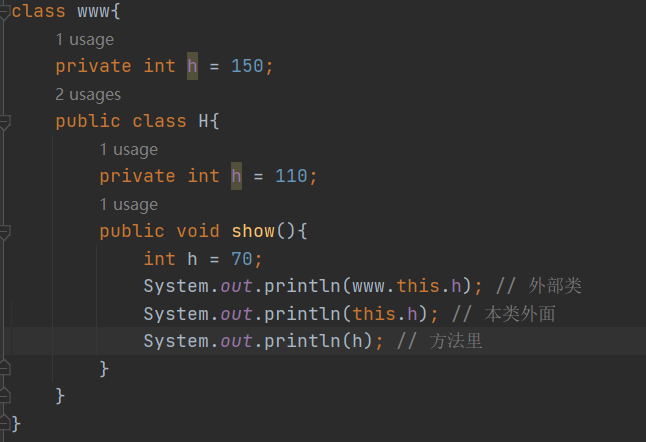 class www{
1 usage
private int h = 150;
2 usages
public class H{
1 usage
private int h = 110;
1 usage
public void show(){
int h = 70;
System.out.println(www.this.h); // 外部类
System.out.println(this.h); // 本类外面
System.out.println(h); // 方法里
}
}
}